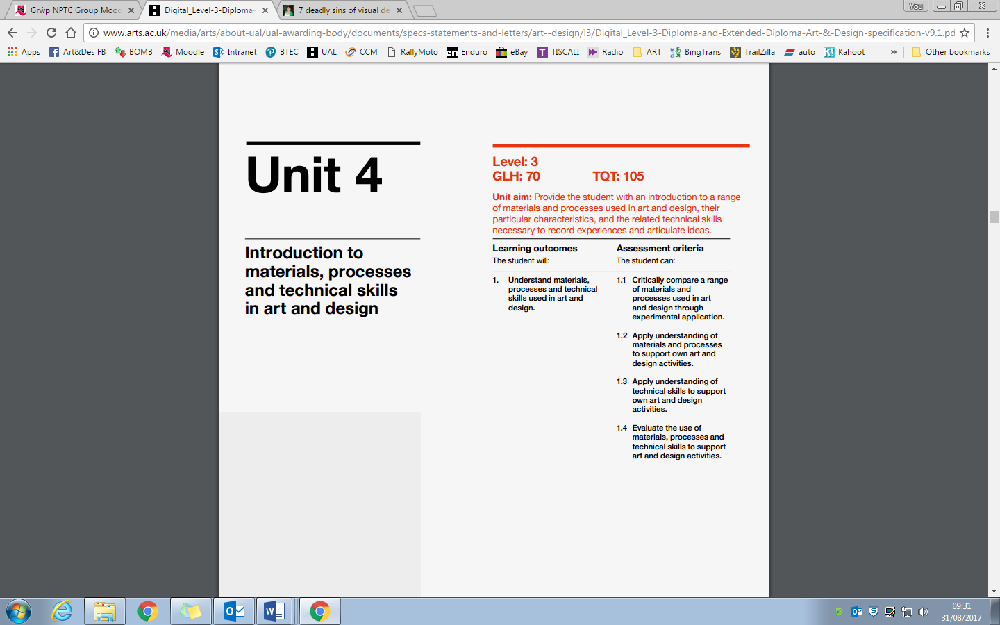 Grŵp NPTC Group Mood
Digital_Level-3-Diploma-
7 deadly sins of visual de
You
www.arts.ac.uk/media/arts/about-ual/ual-awarding-body/documents/specs-statements-and-letters/art--design/l3/Digital_Level-3-Diploma-and-Extended-Diploma-Art-&-Design-specification-v9.1.pd
Apps Art&Des FB BOMB Moodle Intranet BTEC UAL CCM RallyMoto Enduro eBay TISCALI Radio ART BingTrans TrailZilla auto Kahoot » Other bookmarks
Unit 4
Introduction to
materials, processes
and technical skills
in art and design
Level: 3
GLH: 70 TQT: 105
Unit aim: Provide the student with an introduction to a range
of materials and processes used in art and design, their
particular characteristics, and the related technical skills
necessary to record experiences and articulate ideas.
Learning outcomes
The student will:
1. Understand materials,
processes and technical
skills used in art and
design.
Assessment criteria
The student can:
1.1 Critically compare a range
of materials and
processes used in art
and design through
experimental application.
1.2 Apply understanding of
materials and processes
to support own art and
design activities.
1.3 Apply understanding of
technical skills to support
own art and design
activities.
1.4 Evaluate the use of
materials, processes and
technical skills to support
art and design activities.
09:31
31/08/2017